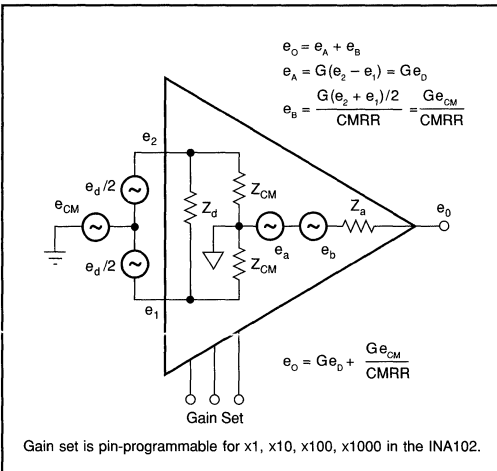 e_O = e_A + e_B
e_A = G(e_2 − e_1) = Ge_D
e_B = G(e_2 + e_1)/2 / CMRR = Ge_CM / CMRR
e_2
e_d/2
Z_CM
e_CM
Z_d
Z_a
e_0
e_a
e_b
e_d/2
Z_CM
e_1
e_O = Ge_D + Ge_CM / CMRR
Gain Set
Gain set is pin-programmable for x1, x10, x100, x1000 in the INA102.